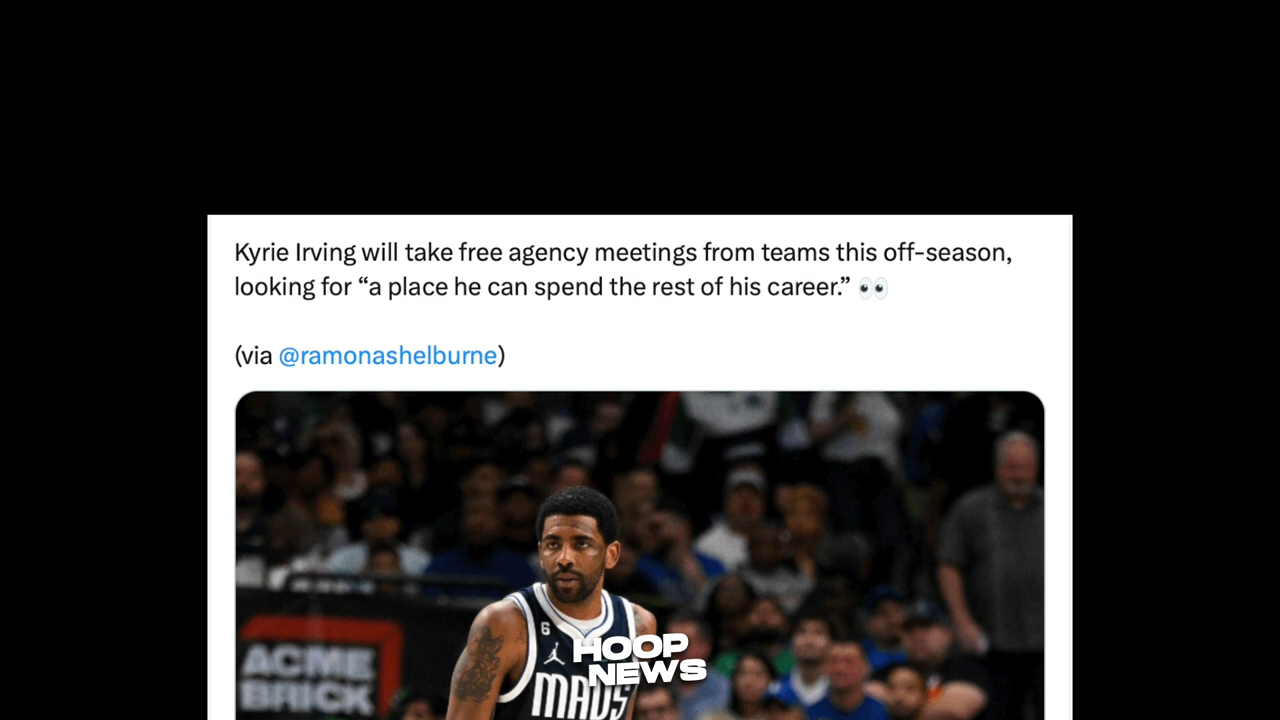 Kyrie Irving will take free agency meetings from teams this off-season,
looking for “a place he can spend the rest of his career.” 👀
(via @ramonashelburne)
ACME
BRICK
6
MAVS
HOOP
NEWS